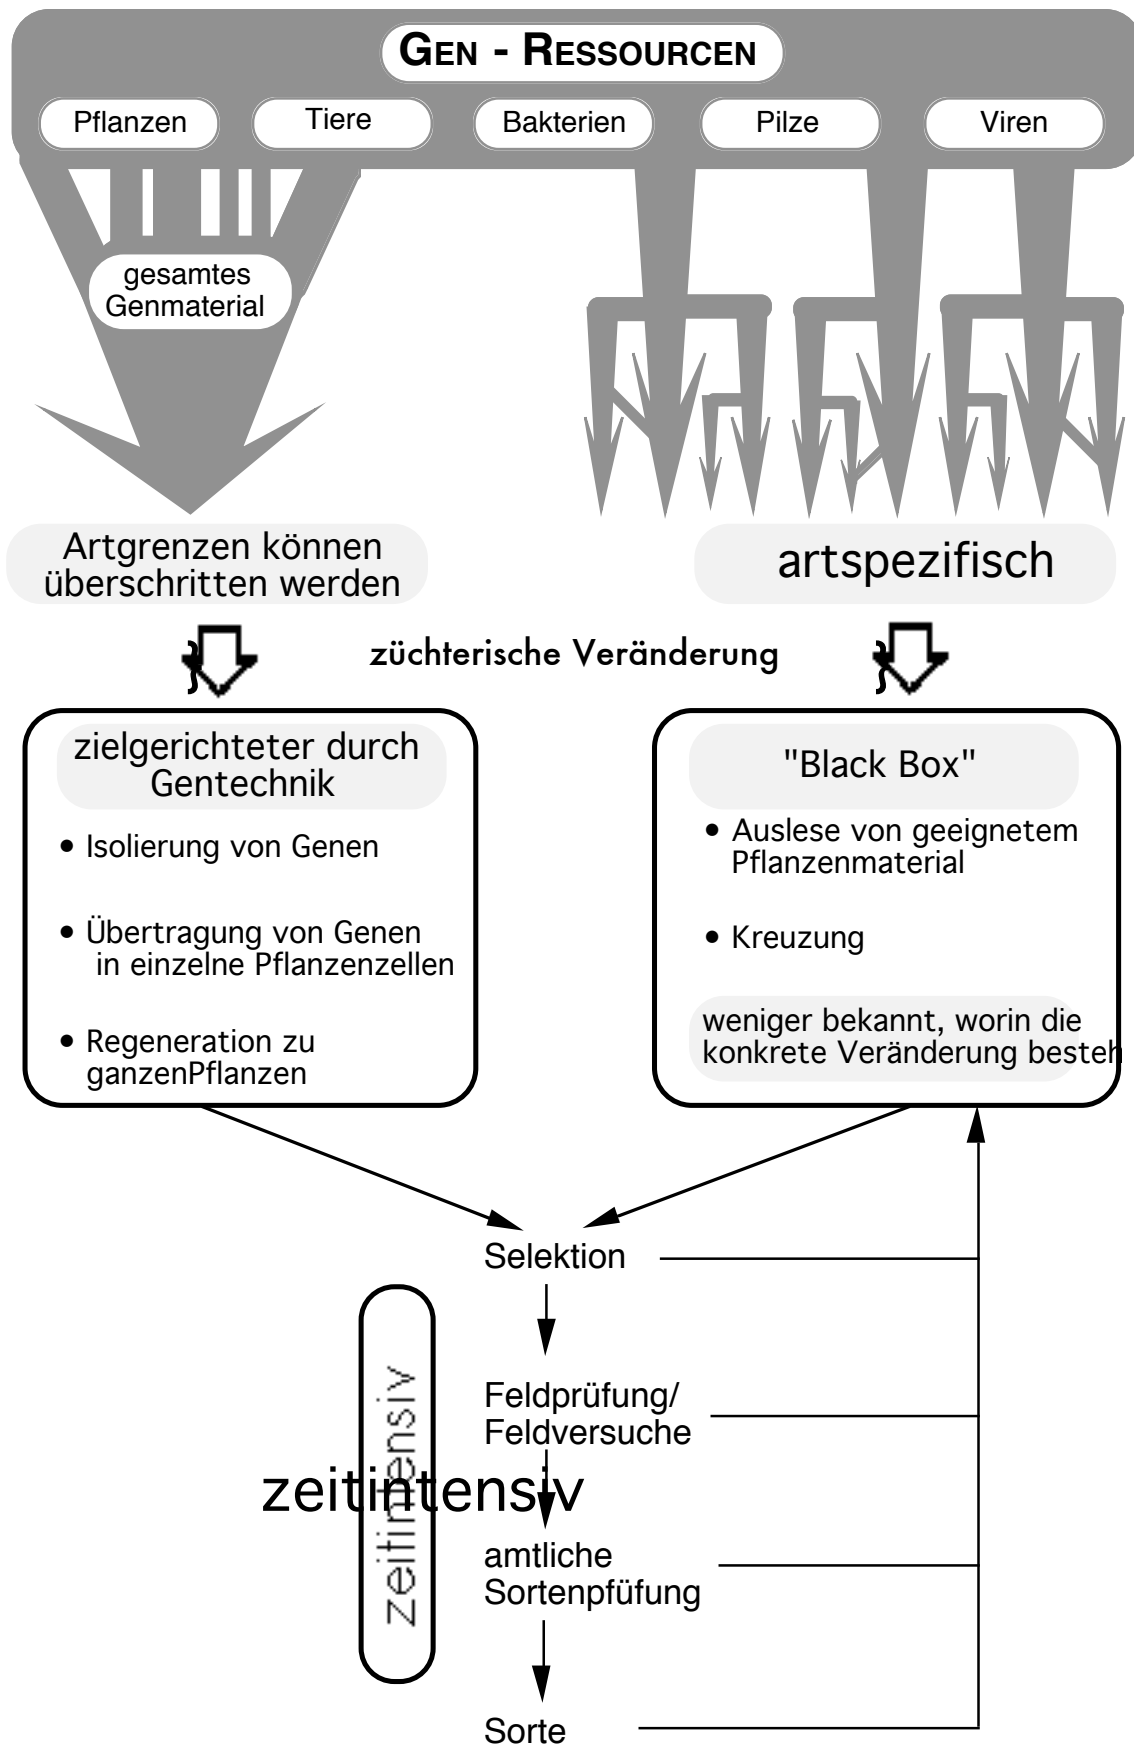 GEN - RESSOURCEN
Pflanzen
Tiere
Bakterien
Pilze
Viren
gesamtes
Genmaterial
Artgrenzen können
überschritten werden
artspezifisch
züchterische Veränderung
zielgerichteter durch
Gentechnik
• Isolierung von Genen
• Übertragung von Genen
in einzelne Pflanzenzellen
• Regeneration zu
ganzenPflanzen
"Black Box"
• Auslese von geeignetem
Pflanzenmaterial
• Kreuzung
weniger bekannt, worin die
konkrete Veränderung besteh
Selektion
Feldprüfung/
Feldversuche
zeitintensiv
zeitintensiv
amtliche
Sortenpfüfung
Sorte